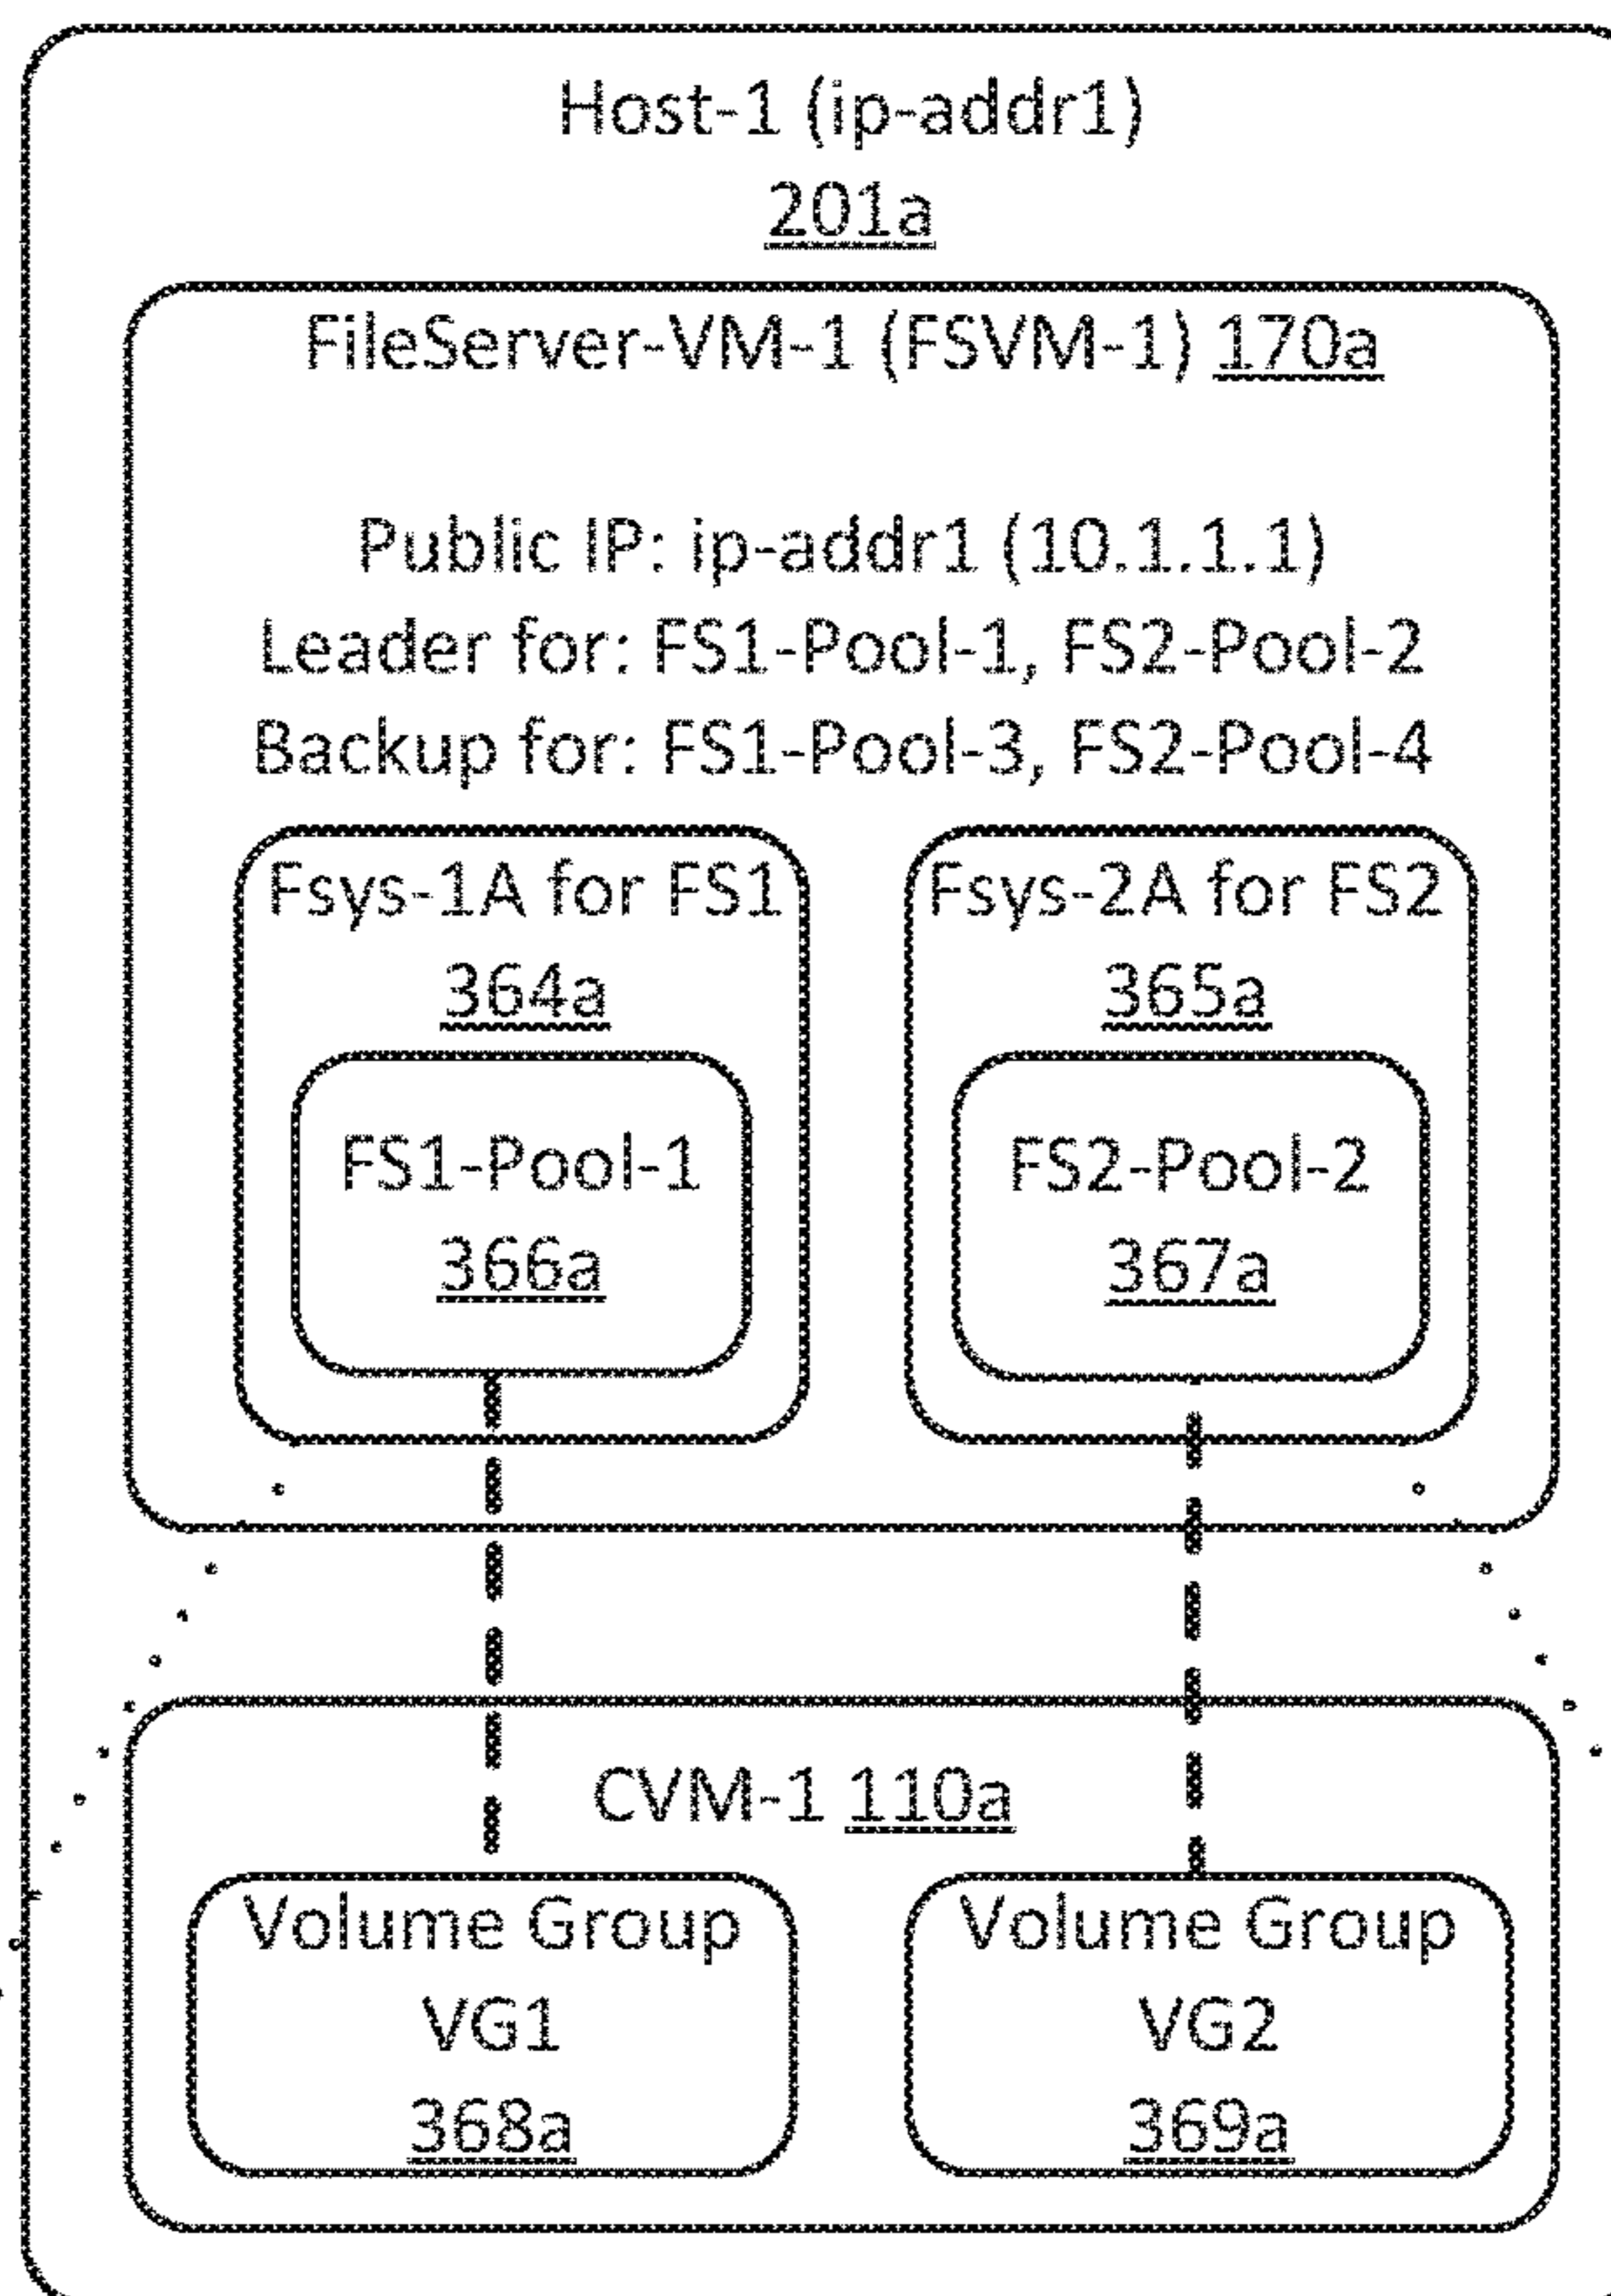 Host-1 (ip-addr1)
201a
FileServer-VM-1 (FSVM-1) 170a
Public IP: ip-addr1 (10.1.1.1)
Leader for: FS1-Pool-1, FS2-Pool-2
Backup for: FS1-Pool-3, FS2-Pool-4
Fsys-1A for FS1
364a
FS1-Pool-1
366a
Fsys-2A for FS2
365a
FS2-Pool-2
367a
CVM-1 110a
Volume Group
VG1
368a
Volume Group
VG2
369a